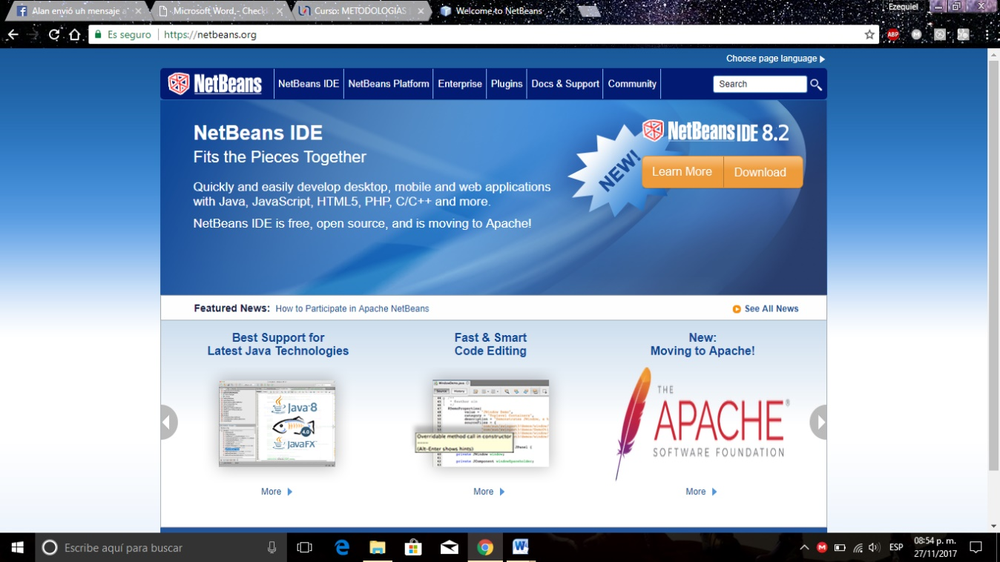 Alan envió uh mensaje a
Microsoft Word - Check
Curso: METODOLOGIAS
Welcome to NetBeans
Ezequiel
Es seguro
https://netbeans.org
ABP
Choose page language
NetBeans
NetBeans IDE
NetBeans Platform
Enterprise
Plugins
Docs & Support
Community
Search
NetBeans IDE
Fits the Pieces Together
Quickly and easily develop desktop, mobile and web applications
with Java, JavaScript, HTML5, PHP, C/C++ and more.
NetBeans IDE is free, open source, and is moving to Apache!
NEW!
NetBeans IDE 8.2
Learn More
Download
Featured News: How to Participate in Apache NetBeans
See All News
Best Support for
Latest Java Technologies
Fast & Smart
Code Editing
New:
Moving to Apache!
Java 8
4.0
JavaFX
Overridable method call in constructor
(Alt-Enter shows hints)
private JWindow window;
THE
APACHE®
SOFTWARE FOUNDATION
More
More
More
Escribe aquí para buscar
ESP
08:54 p. m.
27/11/2017